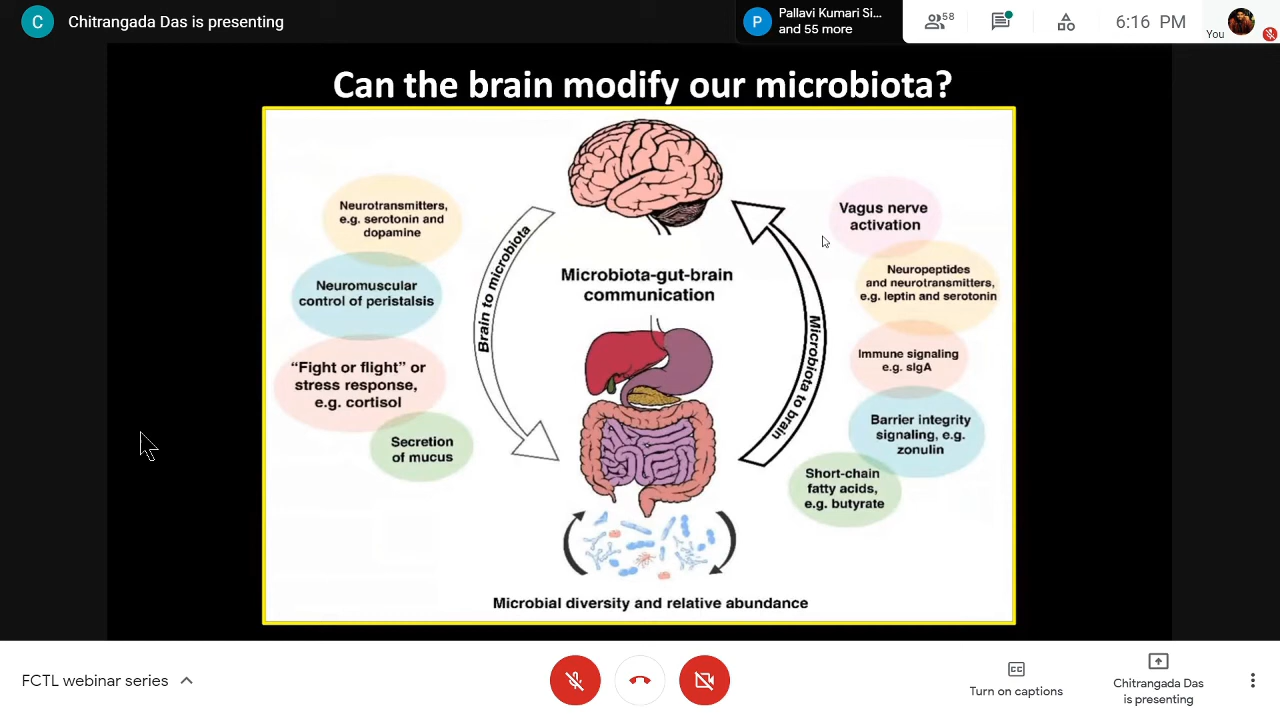 C
Chitrangada Das is presenting
P
Pallavi Kumari Si...
and 55 more
58
6:16 PM
You
Can the brain modify our microbiota?
Neurotransmitters,
e.g. serotonin and
dopamine
Neuromuscular
control of peristalsis
“Fight or flight” or
stress response,
e.g. cortisol
Secretion
of mucus
Brain to microbiota
Microbiota-gut-brain
communication
Microbiota to brain
Vagus nerve
activation
Neuropeptides
and neurotransmitters,
e.g. leptin and serotonin
Immune signaling
e.g. sIgA
Barrier integrity
signaling, e.g.
zonulin
Short-chain
fatty acids,
e.g. butyrate
Microbial diversity and relative abundance
FCTL webinar series
CC
Turn on captions
Chitrangada Das
is presenting